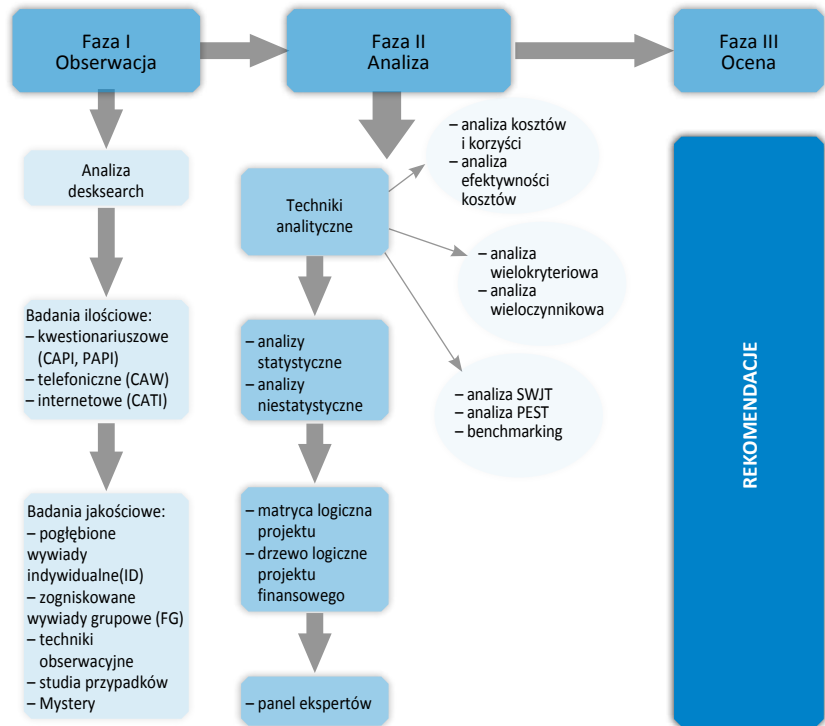 Faza I
Obserwacja
Faza II
Analiza
Faza III
Ocena
Analiza
desksearch
Badania ilościowe:
– kwestionariuszowe
(CAPI, PAPI)
– telefoniczne (CAW)
– internetowe (CATI)
Badania jakościowe:
– pogłębione
wywiady
indywidualne(ID)
– zogniskowane
wywiady grupowe (FG)
– techniki
obserwacyjne
– studia przypadków
– Mystery
Techniki
analityczne
– analizy
statystyczne
– analizy
niestatystyczne
– matryca logiczna
projektu
– drzewo logiczne
projektu
finansowego
– panel ekspertów
– analiza kosztów
i korzyści
– analiza
efektywności
kosztów
– analiza
wielokryteriowa
– analiza
wieloczynnikowa
– analiza SWJT
– analiza PEST
– benchmarking
REKOMENDACJE